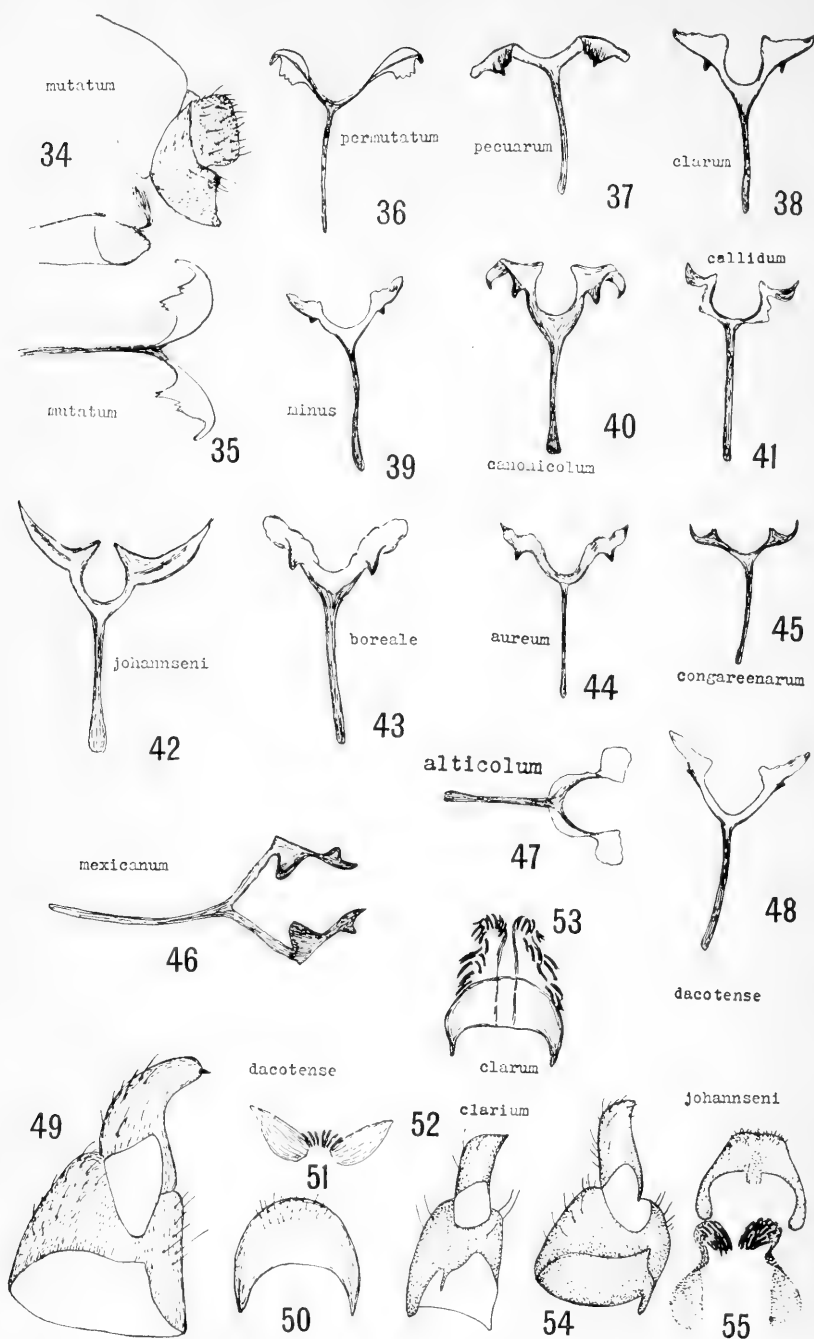 mutatum
34
permutatum
36
pecuarum
37
clarum
38
mutatum
35
minus
39
canonicolum
40
callidum
41
johannseni
42
boreale
43
aureum
44
45
congareenarum
mexicanum
46
alticolum
47
48
dacotense
53
clarum
49
dacotense
51
50
52
clarium
54
johannseni
55